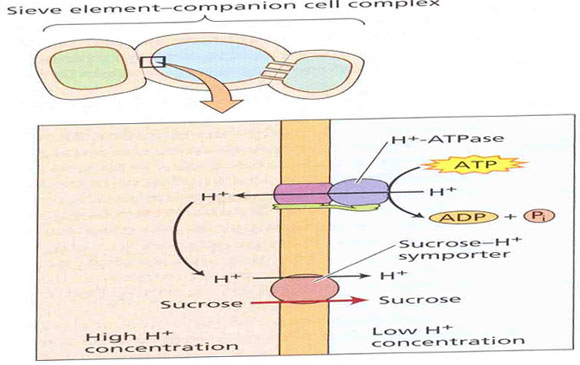 Sieve element–companion cell complex
H+-ATPase
ATP
H+
H+
ADP + Pi
Sucrose–H+
symporter
H+
H+
Sucrose
Sucrose
High H+
concentration
Low H+
concentration